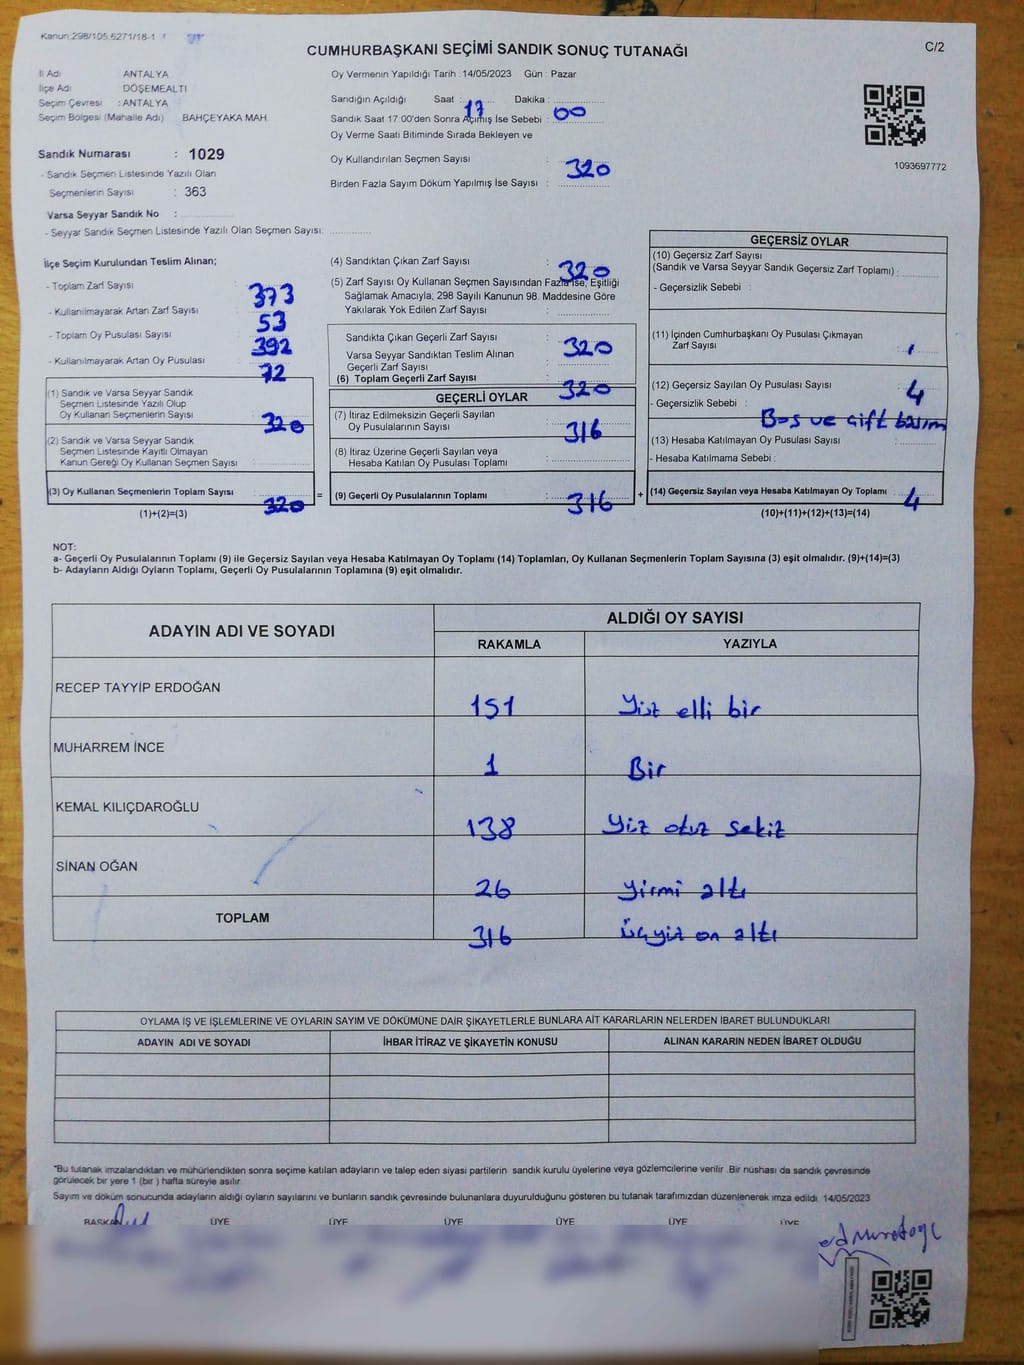 Kanun:298/105.6271/18-1
CUMHURBAŞKANI SEÇİMİ SANDIK SONUÇ TUTANAĞI
C/2
İl Adı ANTALYA
İlçe Adı DÖŞEMEALTI
Seçim Çevresi : ANTALYA
Seçim Bölgesi (Mahalle Adı) BAHÇEYAKA MAH.
Oy Vermenin Yapıldığı Tarih : 14/05/2023 Gün : Pazar
Sandığın Açıldığı Saat : 17 Dakika : 00
Sandık Saat 17:00'den Sonra Açılmış İse Sebebi :
Oy Verme Saati Bitiminde Sırada Bekleyen ve
Oy Kullandırılan Seçmen Sayısı : 320
Birden Fazla Sayım Döküm Yapılmış İse Sayısı :
1093697772
Sandık Numarası : 1029
- Sandık Seçmen Listesinde Yazılı Olan
Seçmenlerin Sayısı : 363
Varsa Seyyar Sandık No :
- Seyyar Sandık Seçmen Listesinde Yazılı Olan Seçmen Sayısı:
İlçe Seçim Kurulundan Teslim Alınan;
- Toplam Zarf Sayısı 373
- Kullanılmayarak Artan Zarf Sayısı 53
- Toplam Oy Pusulası Sayısı 392
- Kullanılmayarak Artan Oy Pusulası 72
(1) Sandık ve Varsa Seyyar Sandık
Seçmen Listesinde Yazılı Olup
Oy Kullanan Seçmenlerin Sayısı 320
(2) Sandık ve Varsa Seyyar Sandık
Seçmen Listesinde Kayıtlı Olmayan
Kanun Gereği Oy Kullanan Seçmen Sayısı
(3) Oy Kullanan Seçmenlerin Toplam Sayısı 320
(1)+(2)=(3)
=
(4) Sandıktan Çıkan Zarf Sayısı : 320
(5) Zarf Sayısı Oy Kullanan Seçmen Sayısından Fazla İse, Eşitliği
Sağlamak Amacıyla; 298 Sayılı Kanunun 98. Maddesine Göre
Yakılarak Yok Edilen Zarf Sayısı :
Sandıkta Çıkan Geçerli Zarf Sayısı : 320
Varsa Seyyar Sandıktan Teslim Alınan
Geçerli Zarf Sayısı :
(6) Toplam Geçerli Zarf Sayısı : 320
GEÇERLİ OYLAR
(7) İtiraz Edilmeksizin Geçerli Sayılan
Oy Pusulalarının Sayısı : 316
(8) İtiraz Üzerine Geçerli Sayılan veya
Hesaba Katılan Oy Pusulası Toplamı :
(9) Geçerli Oy Pusulalarının Toplamı : 316
+
GEÇERSİZ OYLAR
(10) Geçersiz Zarf Sayısı
(Sandık ve Varsa Seyyar Sandık Geçersiz Zarf Toplamı) :
- Geçersizlik Sebebi :
(11) İçinden Cumhurbaşkanı Oy Pusulası Çıkmayan
Zarf Sayısı :
(12) Geçersiz Sayılan Oy Pusulası Sayısı : 4
- Geçersizlik Sebebi : Boş ve çift basım
(13) Hesaba Katılmayan Oy Pusulası Sayısı :
- Hesaba Katılmama Sebebi :
(14) Geçersiz Sayılan veya Hesaba Katılmayan Oy Toplamı : 4
(10)+(11)+(12)+(13)=(14)
NOT:
a- Geçerli Oy Pusulalarının Toplamı (9) ile Geçersiz Sayılan veya Hesaba Katılmayan Oy Toplamı (14) Toplamları, Oy Kullanan Seçmenlerin Toplam Sayısına (3) eşit olmalıdır. (9)+(14)=(3)
b- Adayların Aldığı Oyların Toplamı, Geçerli Oy Pusulalarının Toplamına (9) eşit olmalıdır.
ADAYIN ADI VE SOYADI ALDIĞI OY SAYISI
RAKAMLA YAZIYLA
RECEP TAYYİP ERDOĞAN 151 Yüz elli bir
MUHARREM İNCE 1 Bir
KEMAL KILIÇDAROĞLU 138 Yüz otuz sekiz
SİNAN OĞAN 26 yirmi altı
TOPLAM 316 üçyüz on altı
OYLAMA İŞ VE İŞLEMLERİNE VE OYLARIN SAYIM VE DÖKÜMÜNE DAİR ŞİKAYETLERLE BUNLARA AİT KARARLARIN NELERDEN İBARET BULUNDUKLARI
ADAYIN ADI VE SOYADI İHBAR İTİRAZ VE ŞİKAYETİN KONUSU ALINAN KARARIN NEDEN İBARET OLDUĞU
"Bu tutanak imzalandıktan ve mühürlendikten sonra seçime katılan adayların ve talep eden siyasi partilerin sandık kurulu üyelerine veya gözlemcilerine verilir. Bir nüshası da sandık çevresinde
görülecek bir yere 1 (bir ) hafta süreyle asılır.
Sayım ve döküm sonucunda adayların aldığı oyların sayılarını ve bunların sandık çevresinde bulunanlara duyurulduğunu gösteren bu tutanak tarafımızdan düzenlenerek imza edildi. 14/05/2023
BAŞKAN ÜYE ÜYE ÜYE ÜYE ÜYE ÜYE